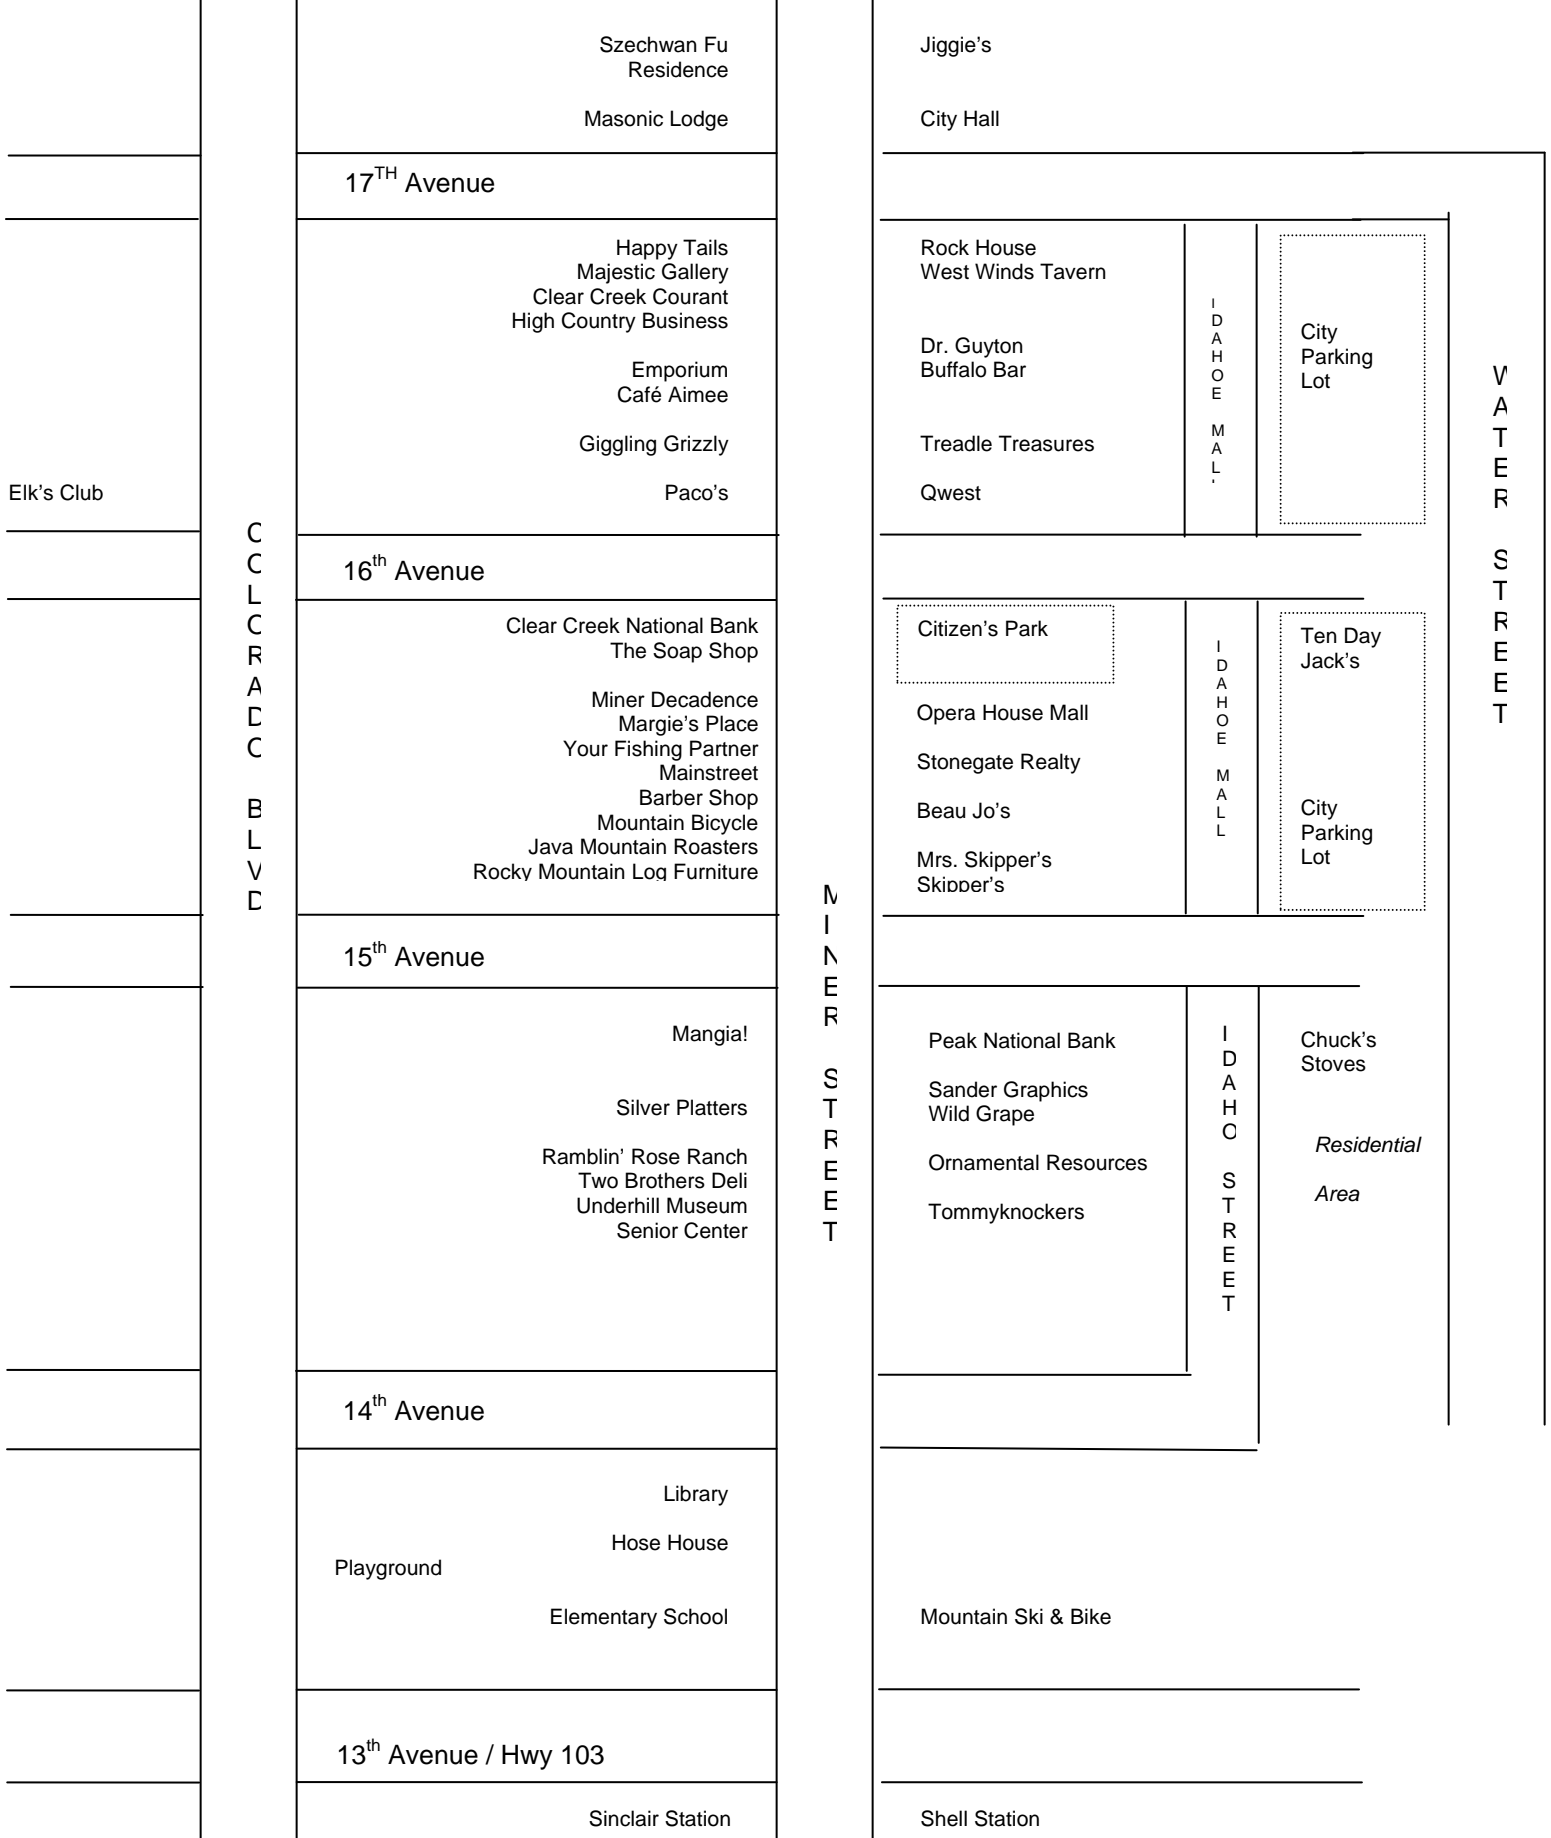 Szechwan Fu
Residence
Masonic Lodge
Jiggie's
City Hall
17TH Avenue
Happy Tails
Majestic Gallery
Clear Creek Courant
High Country Business
Emporium
Café Aimee
Giggling Grizzly
Paco's
Rock House
West Winds Tavern
Dr. Guyton
Buffalo Bar
Treadle Treasures
Qwest
IDAHOE MALL
City
Parking
Lot
WATER STREET
Elk's Club
COLORADO BLVD
16th Avenue
Clear Creek National Bank
The Soap Shop
Miner Decadence
Margie's Place
Your Fishing Partner
Mainstreet
Barber Shop
Mountain Bicycle
Java Mountain Roasters
Rocky Mountain Log Furniture
Citizen's Park
Opera House Mall
Stonegate Realty
Beau Jo's
Mrs. Skipper's
Skipper's
IDAHOE MALL
Ten Day
Jack's
City
Parking
Lot
MINER STREET
15th Avenue
Mangia!
Silver Platters
Ramblin' Rose Ranch
Two Brothers Deli
Underhill Museum
Senior Center
Peak National Bank
Sander Graphics
Wild Grape
Ornamental Resources
Tommyknockers
IDAHO STREET
Chuck's
Stoves
Residential
Area
14th Avenue
Library
Hose House
Playground
Elementary School
Mountain Ski & Bike
13th Avenue / Hwy 103
Sinclair Station
Shell Station